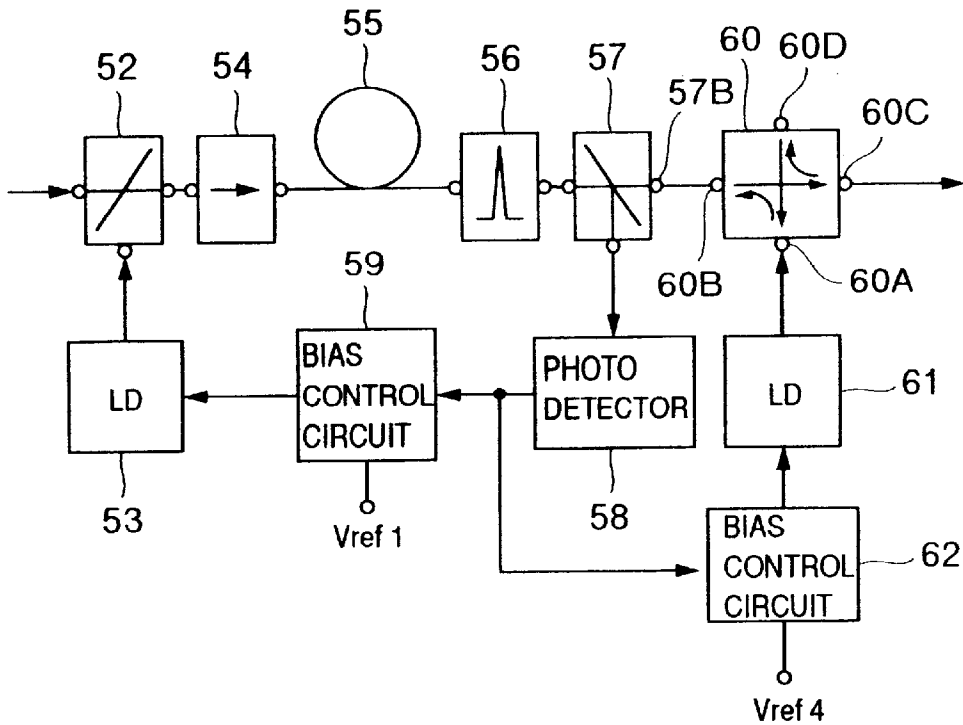 52
54
55
56
57
57B
60
60D
60C
60B
60A
59
BIAS
CONTROL
CIRCUIT
PHOTO
DETECTOR
LD
LD
61
53
Vref 1
58
BIAS
CONTROL
CIRCUIT
62
Vref 4